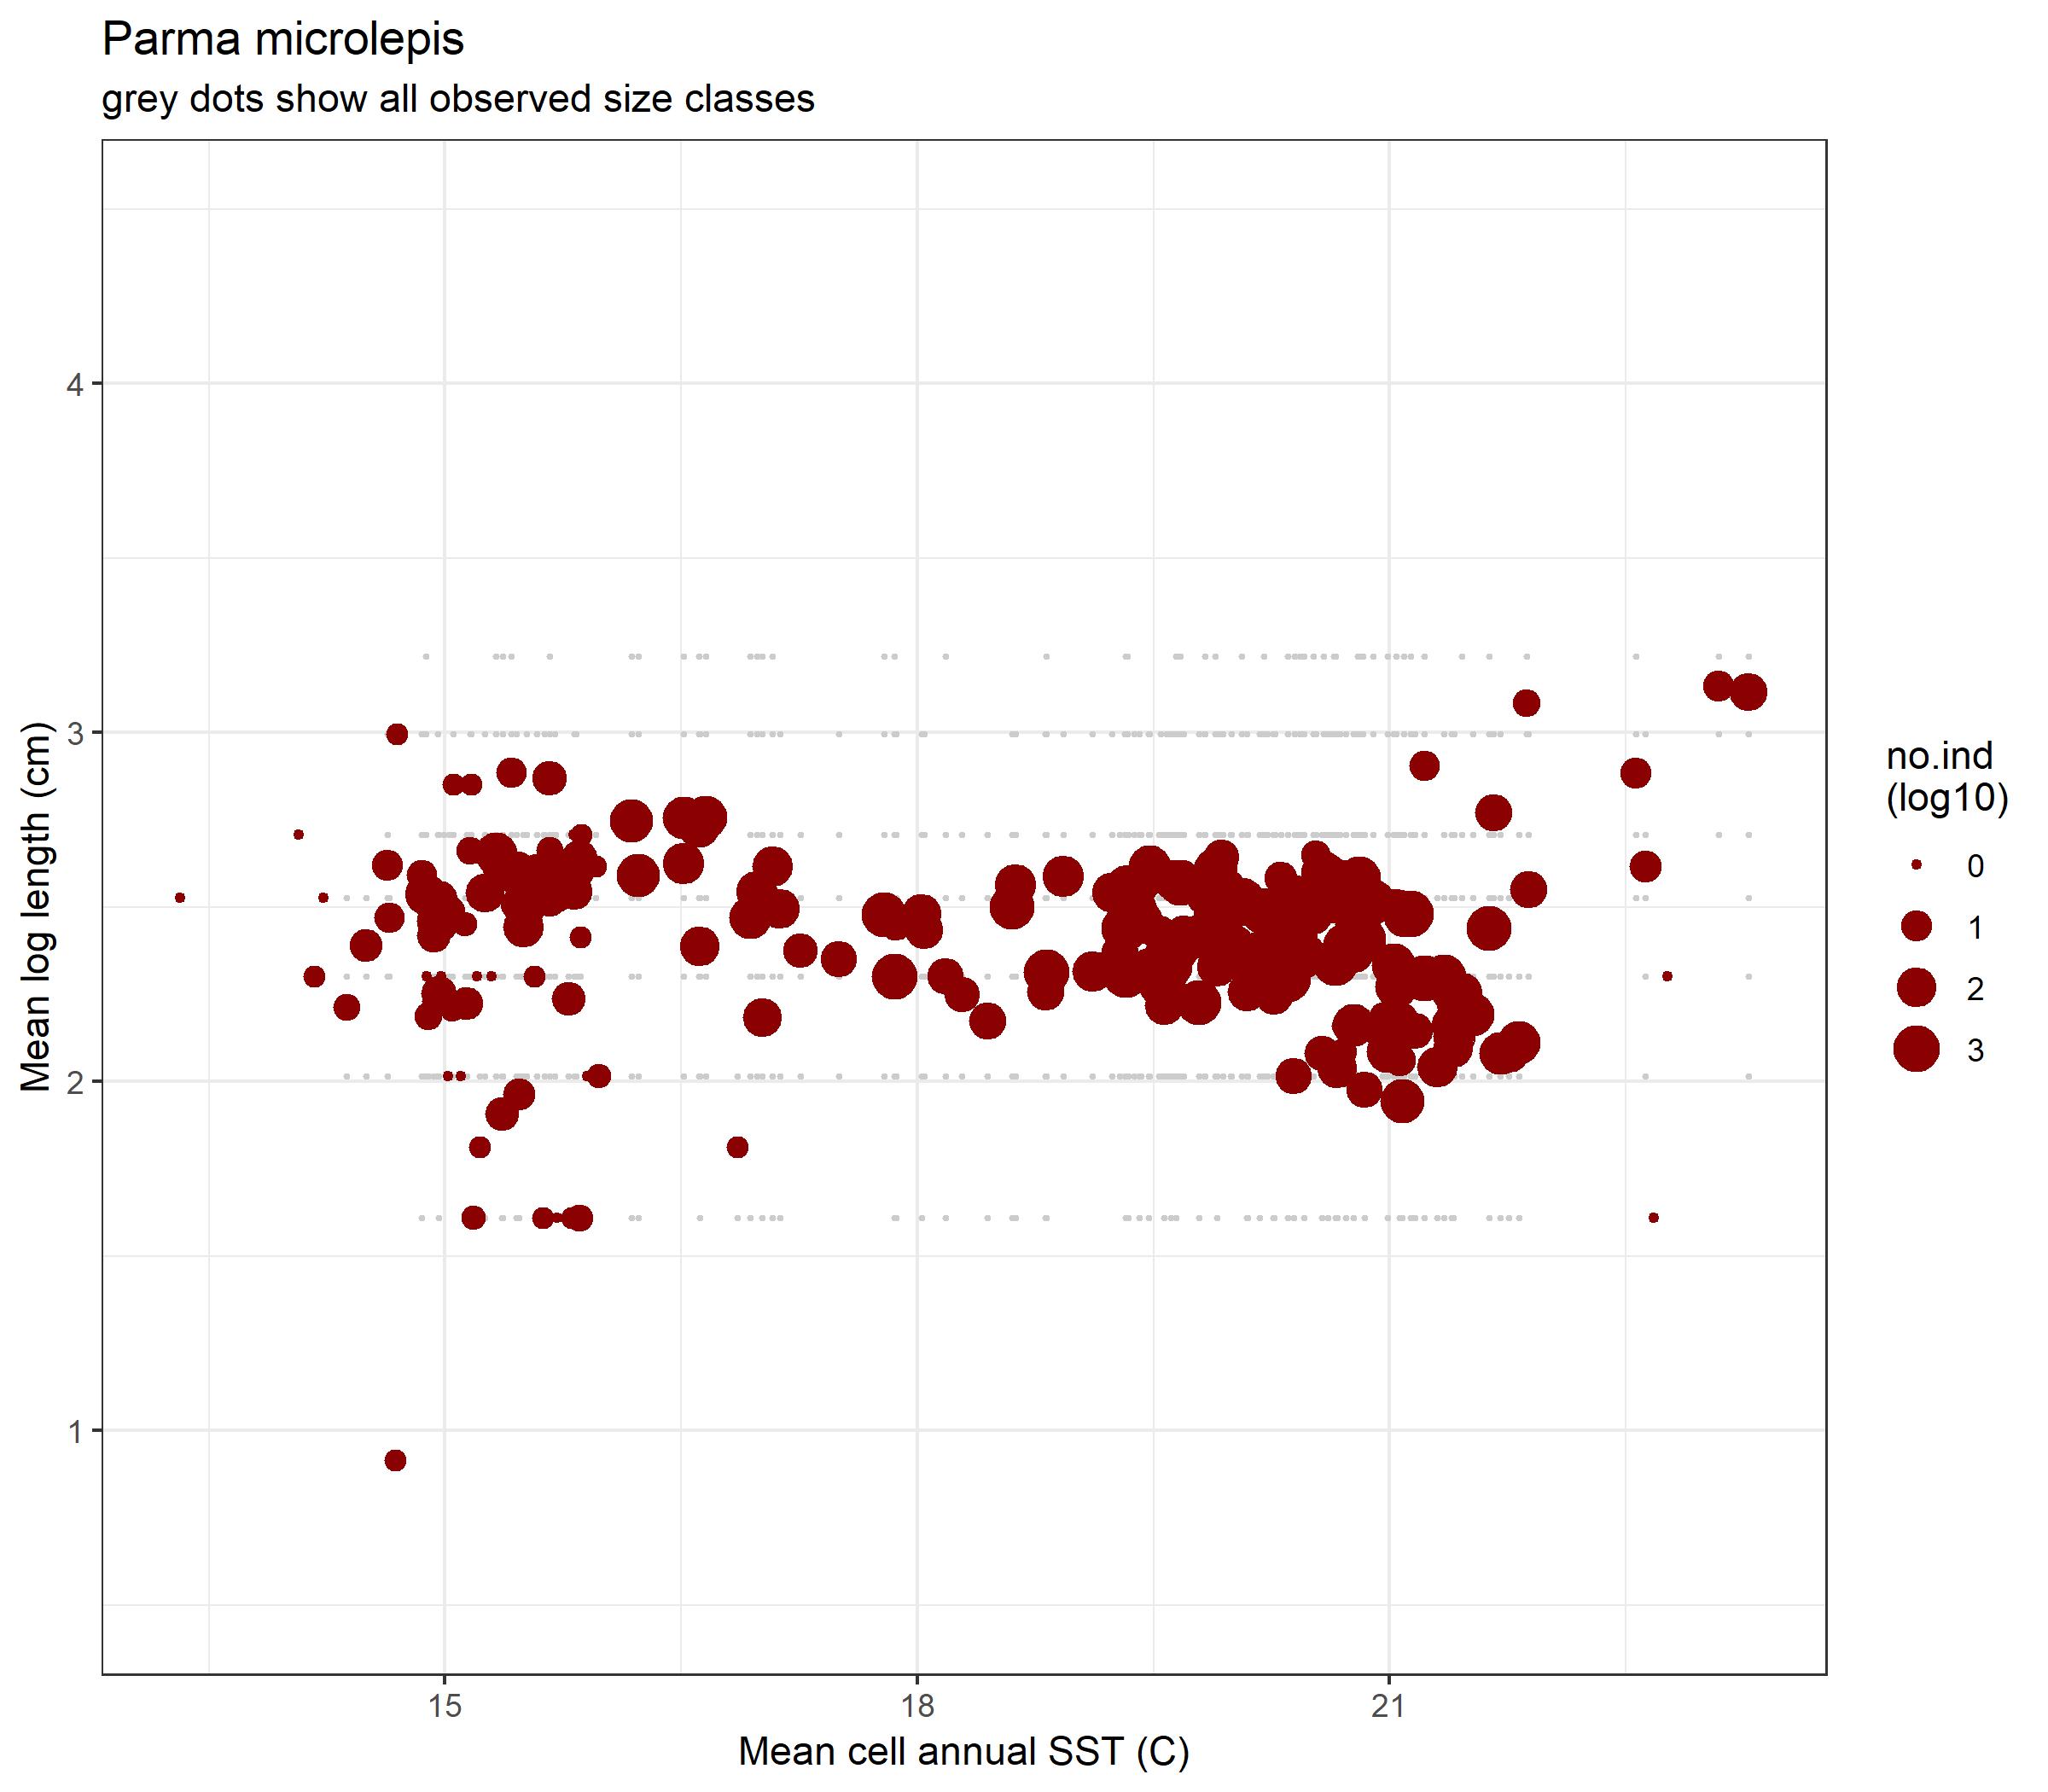 Parma microlepis
grey dots show all observed size classes
Mean log length (cm)
4
3
2
1
15
18
21
Mean cell annual SST (C)
no.ind
(log10)
0
1
2
3